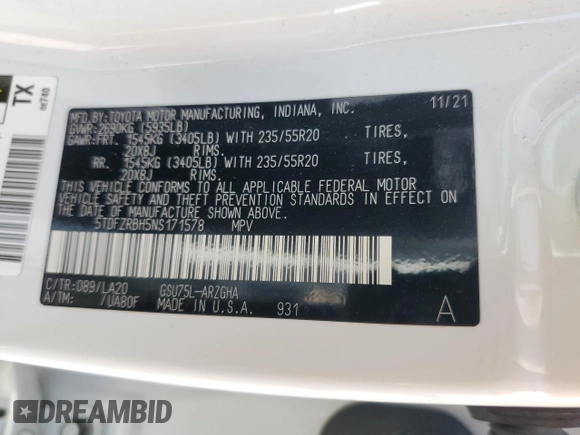 TX
0e740
MFD.BY: TOYOTA MOTOR MANUFACTURING, INDIANA, INC. 11/21
GVWR: 2690KG (5935LB)
GAWR:FRT. 1545KG (3405LB) WITH 235/55R20 TIRES,
20X8J RIMS.
RR. 1545KG (3405LB) WITH 235/55R20 TIRES,
20X8J RIMS.
THIS VEHICLE CONFORMS TO ALL APPLICABLE FEDERAL MOTOR
VEHICLE SAFETY AND THEFT PREVENTION STANDARDS IN EFFECT ON
THE DATE OF MANUFACTURE SHOWN ABOVE.
5TDFZRBH5NS171578 MPV
C/TR:089/LA20 GSU75L-ARZGHA
A/TM: /UA80F MADE IN U.S.A. 931 A
DREAMBID